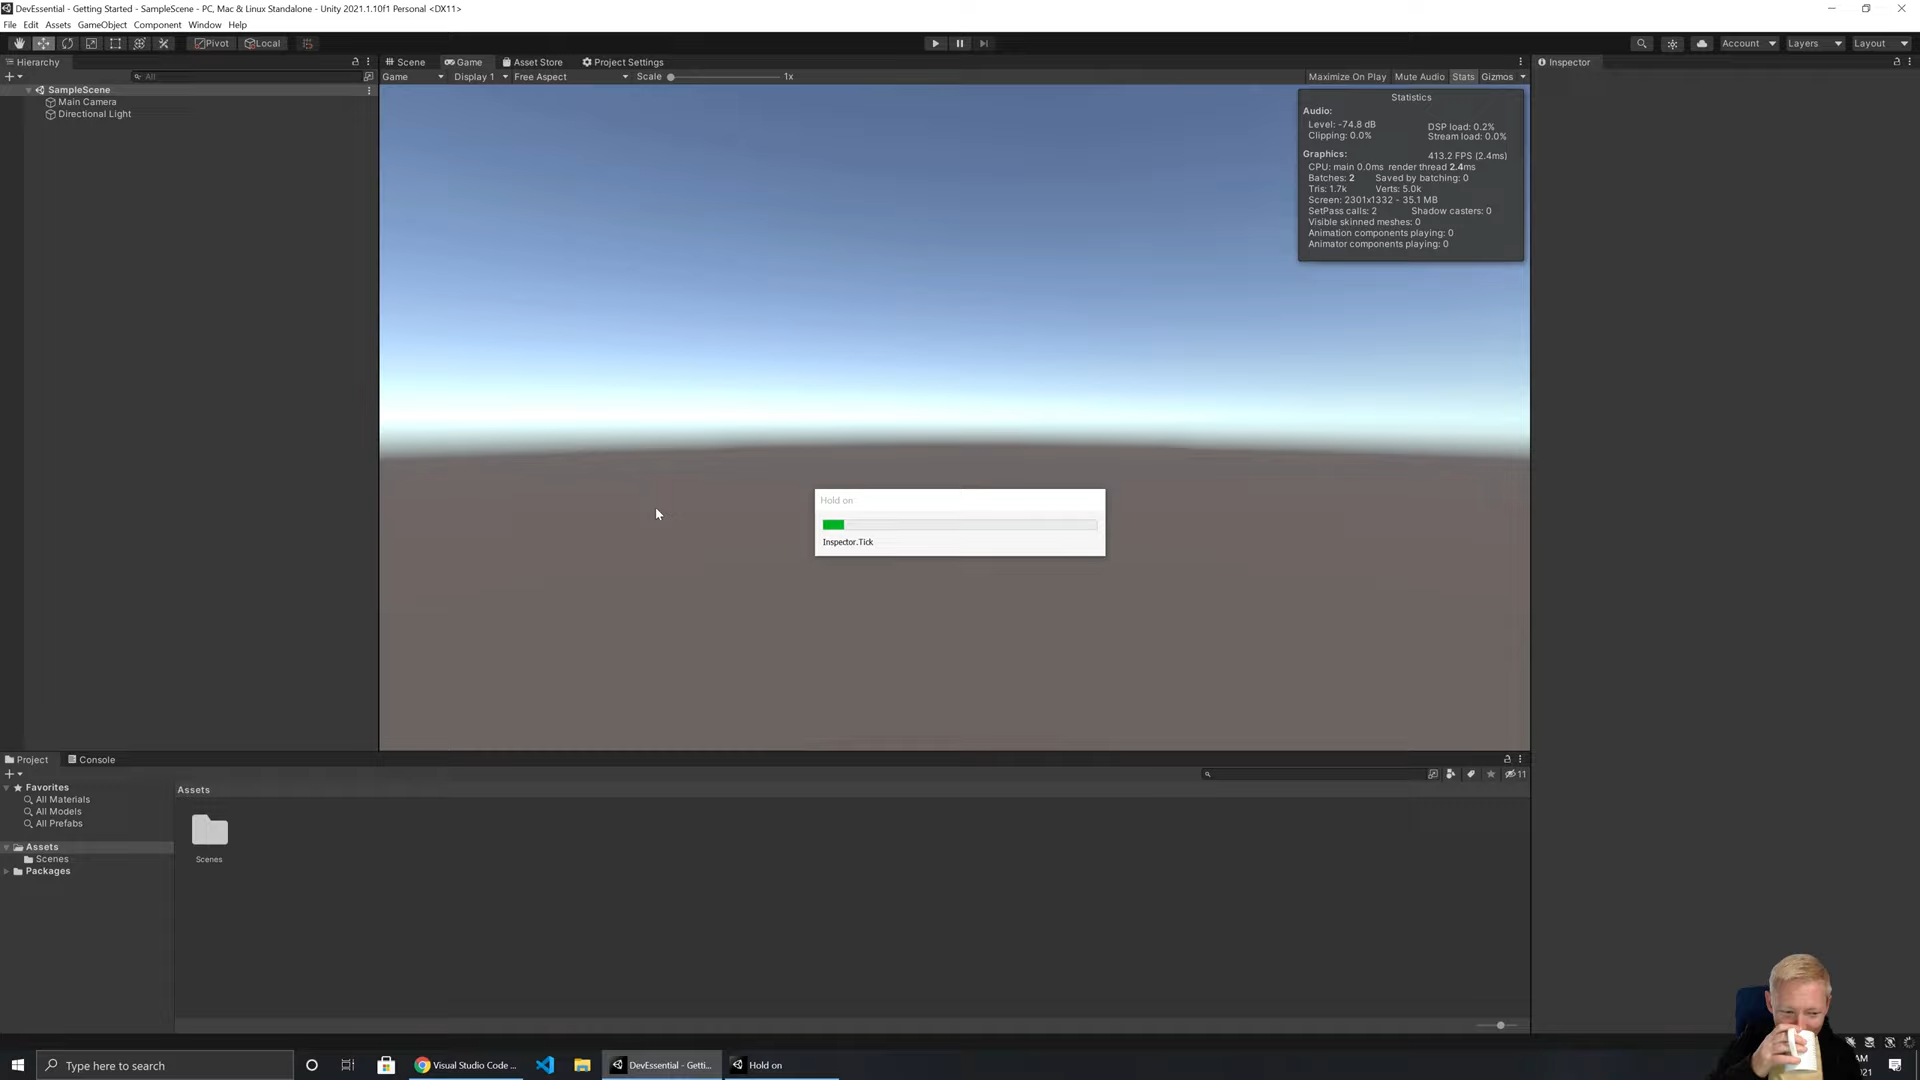 DevEssential - Getting Started - SampleScene - PC, Mac & Linux Standalone - Unity 2021.1.10f1 Personal <DX11>
File Edit Assets GameObject Component Window Help
Pivot Local Account Layers Layout
Hierarchy
All
SampleScene
Main Camera
Directional Light
Scene Game Asset Store Project Settings
Game Display 1 Free Aspect Scale 1x Maximize On Play Mute Audio Stats Gizmos
Statistics
Audio:
Level: -74.8 dB DSP load: 0.2%
Clipping: 0.0% Stream load: 0.0%
Graphics: 413.2 FPS (2.4ms)
CPU: main 0.0ms render thread 2.4ms
Batches: 2 Saved by batching: 0
Tris: 1.7k Verts: 5.0k
Screen: 2301x1332 - 35.1 MB
SetPass calls: 2 Shadow casters: 0
Visible skinned meshes: 0
Animation components playing: 0
Animator components playing: 0
Inspector
Hold on
Inspector.Tick
Project Console
11
Favorites
All Materials
All Models
All Prefabs
Assets
Scenes
Packages
Assets
Scenes
Type here to search
Visual Studio Code ...
DevEssential - Getti...
Hold on
AM
021